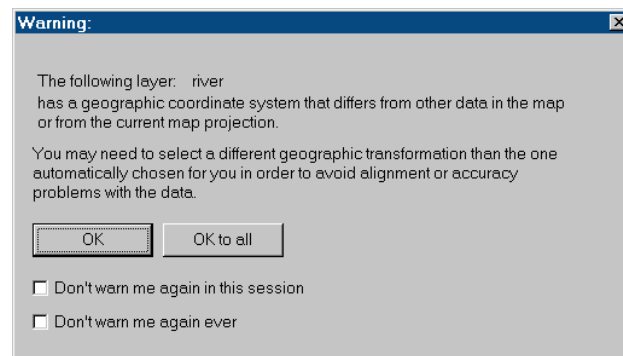 Warning:
The following layer: river
has a geographic coordinate system that differs from other data in the map
or from the current map projection.
You may need to select a different geographic transformation than the one
automatically chosen for you in order to avoid alignment or accuracy
problems with the data.
OK
OK to all
Don't warn me again in this session
Don't warn me again ever